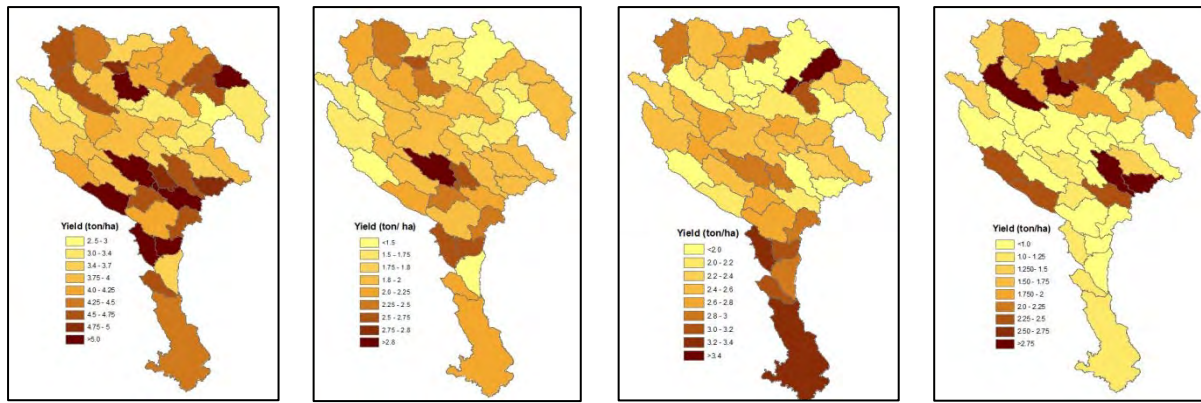 Yield (ton/ha)
2.5 - 3
3.0 - 3.4
3.4 - 3.7
3.75 - 4
4.0 - 4.25
4.25 - 4.5
4.5 - 4.75
4.75 - 5
>5.0
Yield (ton/ ha)
<1.5
1.5 - 1.75
1.75 - 1.8
1.8 - 2
2.0 - 2.25
2.25 - 2.5
2.5 - 2.75
2.75 - 2.8
>2.8
Yield (ton/ha)
<2.0
2.0 - 2.2
2.2 - 2.4
2.4 - 2.6
2.6 - 2.8
2.8 - 3
3.0 - 3.2
3.2 - 3.4
>3.4
Yield (ton/ha)
<1.0
1.0 - 1.25
1.250 - 1.5
1.50 - 1.75
1.750 - 2
2.0 - 2.25
2.25 - 2.5
2.50 - 2.75
>2.75